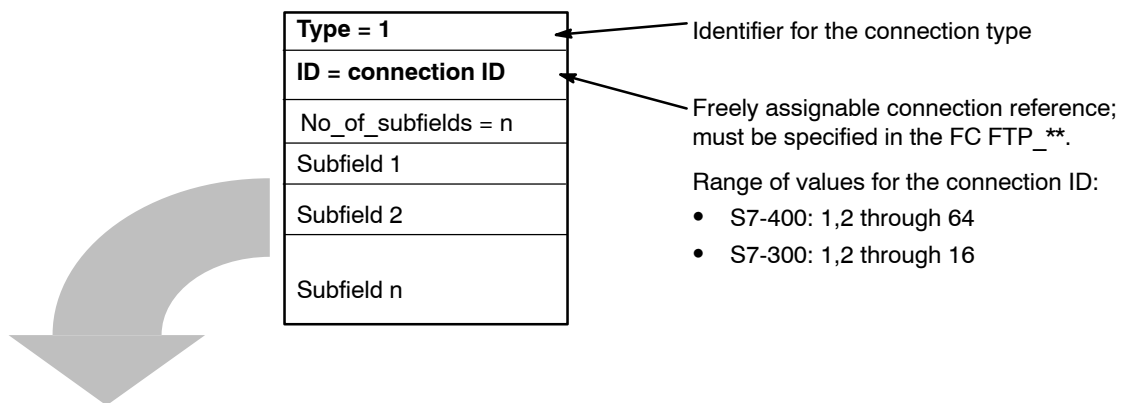 Type = 1
Identifier for the connection type
ID = connection ID
Freely assignable connection reference;
must be specified in the FC FTP_**.
No_of_subfields = n
Subfield 1
Range of values for the connection ID:
Subfield 2
• S7-400: 1,2 through 64
• S7-300: 1,2 through 16
Subfield n